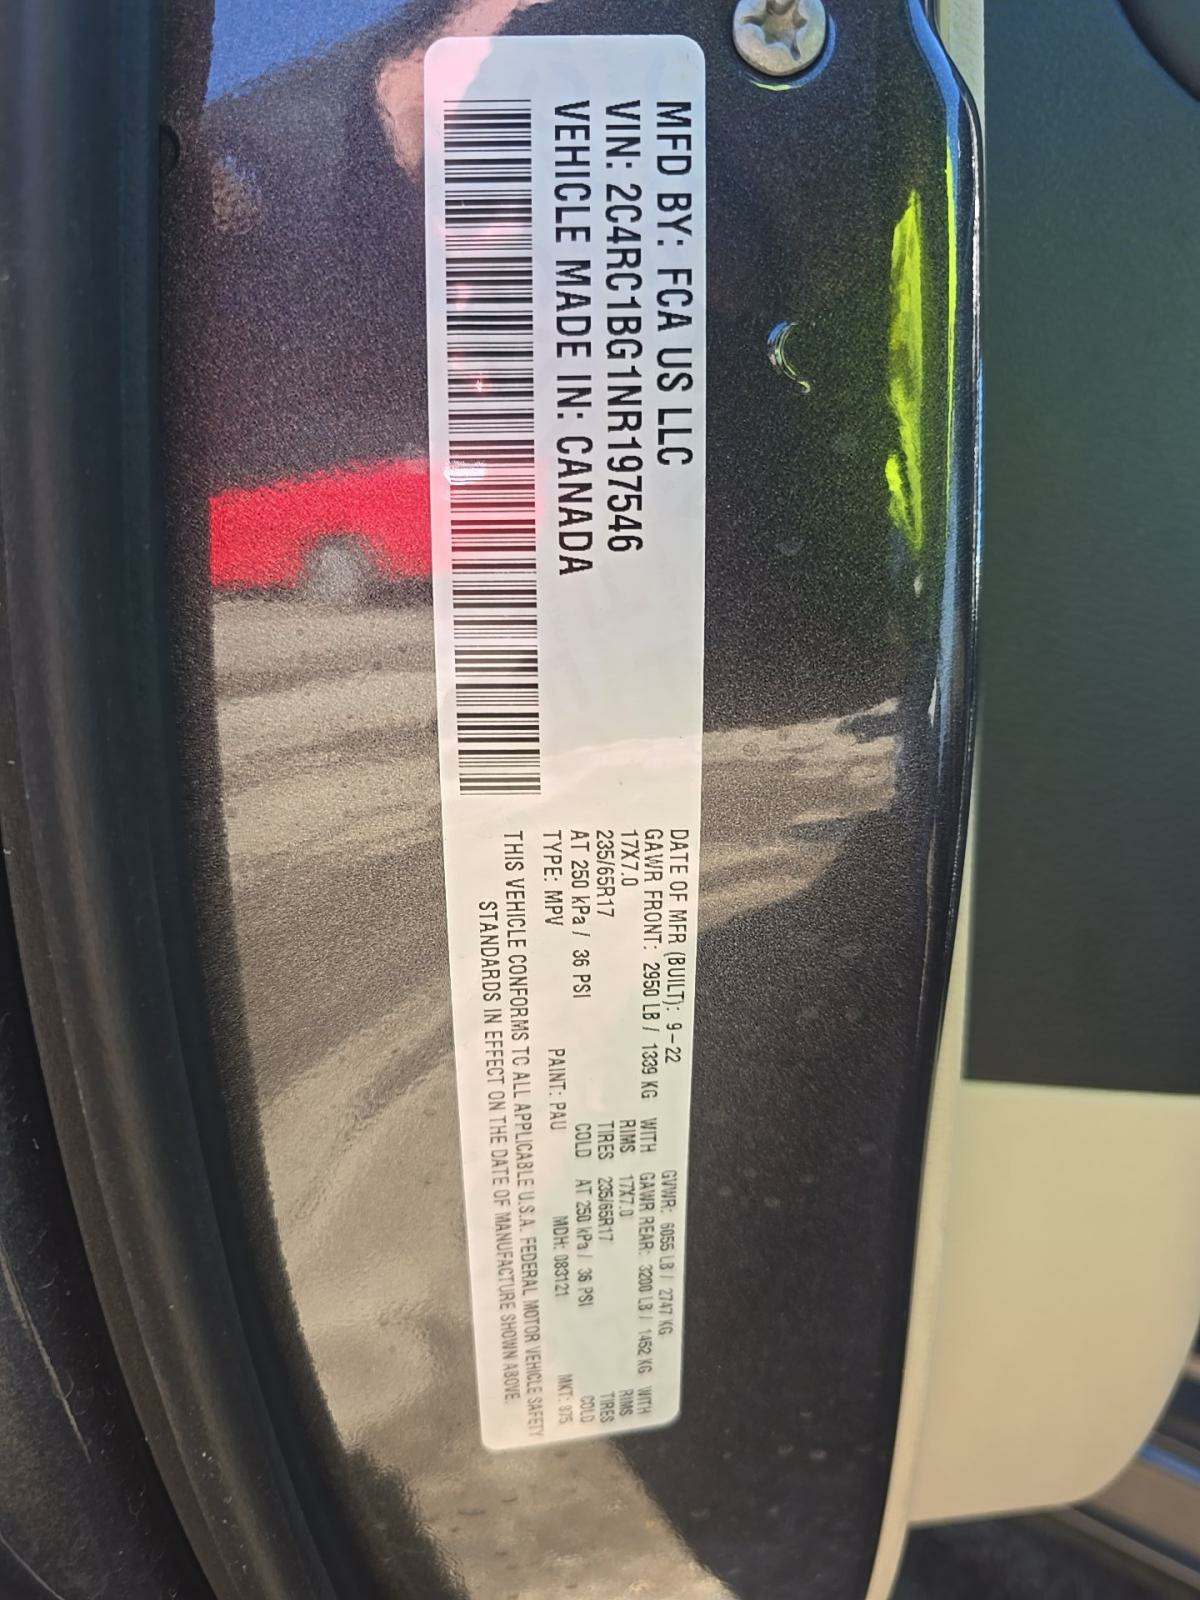 MFD BY: FCA US LLC
VIN: 2C4RC1BG1NR197546
VEHICLE MADE IN: CANADA
DATE OF MFR (BUILT): 9-22 GVWR: 6055 LB / 2747 KG
GAWR FRONT: 2950 LB / 1339 KG WITH GAWR REAR: 3200 LB / 1452 KG WITH
17X7.0 RIMS 17X7.0 RIMS
235/65R17 TIRES 235/65R17 TIRES
AT 250 kPa / 36 PSI COLD AT 250 kPa / 36 PSI COLD
TYPE: MPV PAINT: PAU MDH: 083121 MKT:
THIS VEHICLE CONFORMS TO ALL APPLICABLE U.S.A. FEDERAL MOTOR VEHICLE SAFETY
STANDARDS IN EFFECT ON THE DATE OF MANUFACTURE SHOWN ABOVE.